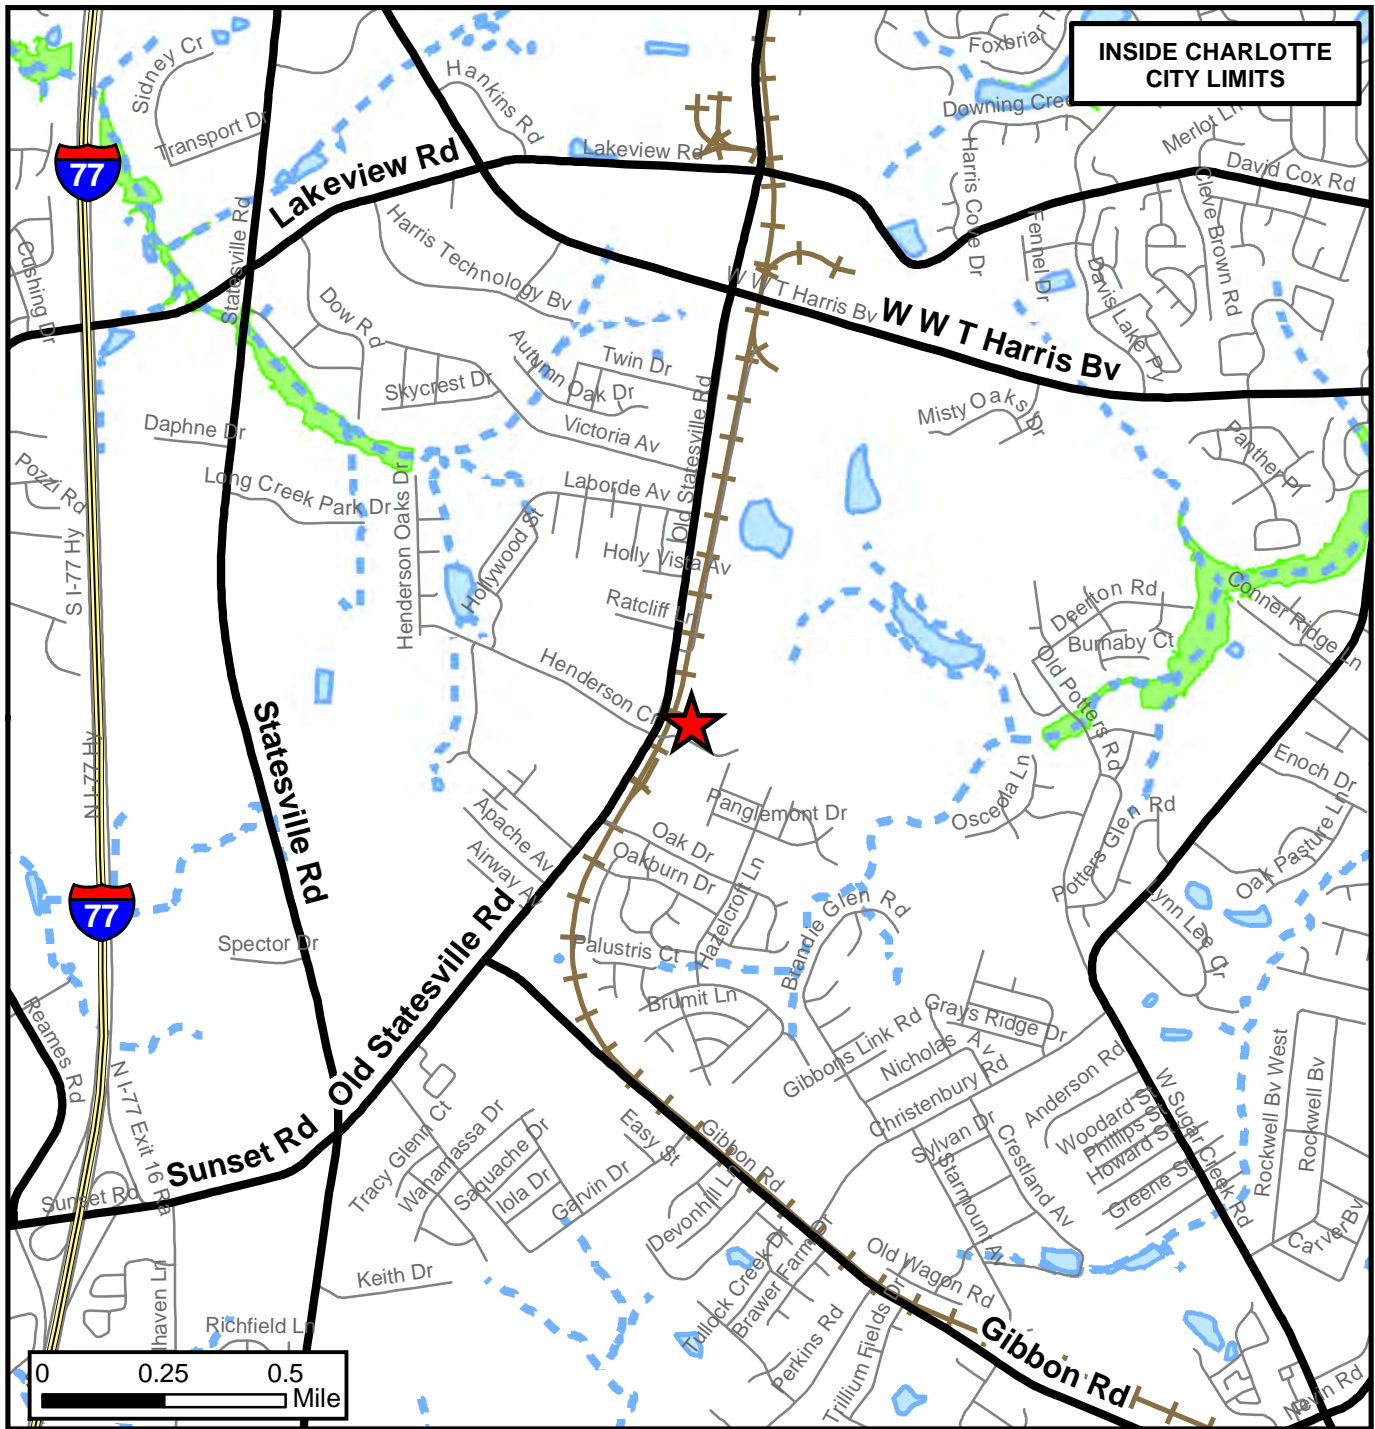 INSIDE CHARLOTTE
CITY LIMITS
Foxbriar
Sidney Cr
Hankins Rd
Downing Cree
Transport Dr
Merlot Ln
Lakeview Rd
Lakeview Rd
77
David Cox Rd
Harris Cove Dr
Cleve Brown Rd
Statesville Rd
Harris Technology Bv
Fennel Dr
Cushing Dr
Davis Lake Py
W W T Harris Bv
W W T Harris Bv
Dow Rd
Autumn Oak Dr
Twin Dr
Skycrest Dr
Old Statesville Rd
Misty Oaks Dr
Daphne Dr
Victoria Av
Panther Pl
Pozzi Rd
Long Creek Park Dr
Laborde Av
Henderson Oaks Dr
Hollywood St
S I-77 Hy
Holly Vista Av
Conner Ridge Ln
Deerton Rd
Ratcliff Ln
Burnaby Ct
Henderson Cr
Old Potters Rd
Statesville Rd
N I-77 Hy
Enoch Dr
Osceola Ln
Panglemont Dr
Apache Av
Oak Dr
Potters Glen Rd
Oak Pasture Ln
Airway Av
Oakburn Dr
Hazelcroft Ln
Brandie Glen Rd
Lynn Lee Cr
77
Spector Dr
Old Statesville Rd
Palustris Ct
Brumit Ln
Grays Ridge Dr
Reames Rd
Gibbons Link Rd
Nicholas Av
N I-77 Exit 16 Ra
Christenbury Rd
Anderson Rd
W Sugar Creek Rd
Rockwell Bv West
Rockwell Bv
Tracy Glenn Ct
Wahamassa Dr
Easy St
Gibbon Rd
Woodard St
Phillips St
Howard St
Greene St
Sunset Rd
Sunset Rd
Saquache Dr
Iola Dr
Garvin Dr
Sylvan Dr
Crestland Av
Starmount Av
Devonhill Ln
Carver Bv
Tullock Creek Dr
Brawer Farm Dr
Old Wagon Rd
Keith Dr
lhaven Ln
Richfield Ln
Perkins Rd
Trillium Fields Dr
Gibbon Rd
Nevin Rd
0 0.25 0.5
Mile